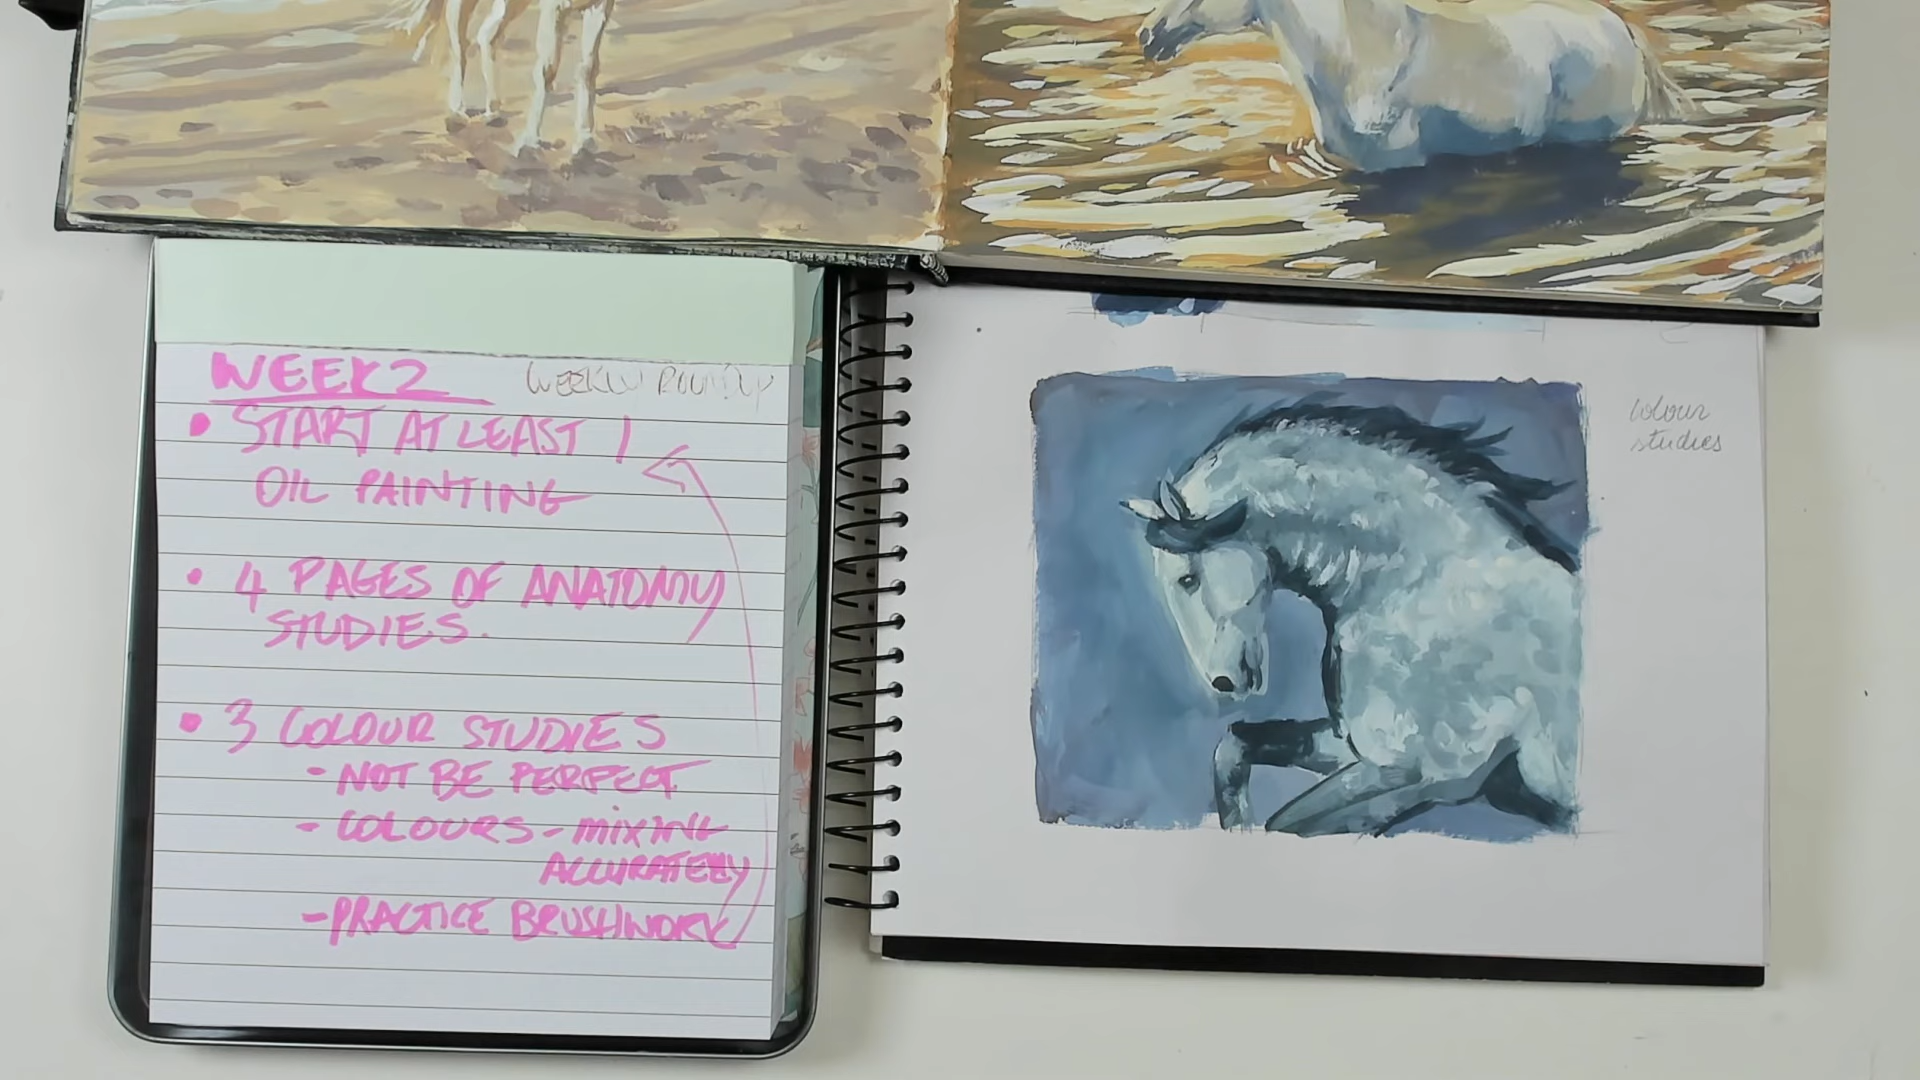 WEEK 2 WEEKLY ROUNDUP
• START AT LEAST 1
OIL PAINTING
• 4 PAGES OF ANATOMY
STUDIES.
• 3 COLOUR STUDIES
- NOT BE PERFECT
- COLOURS - MIXING
ACCURATELY
- PRACTICE BRUSHWORK
Colour
studies